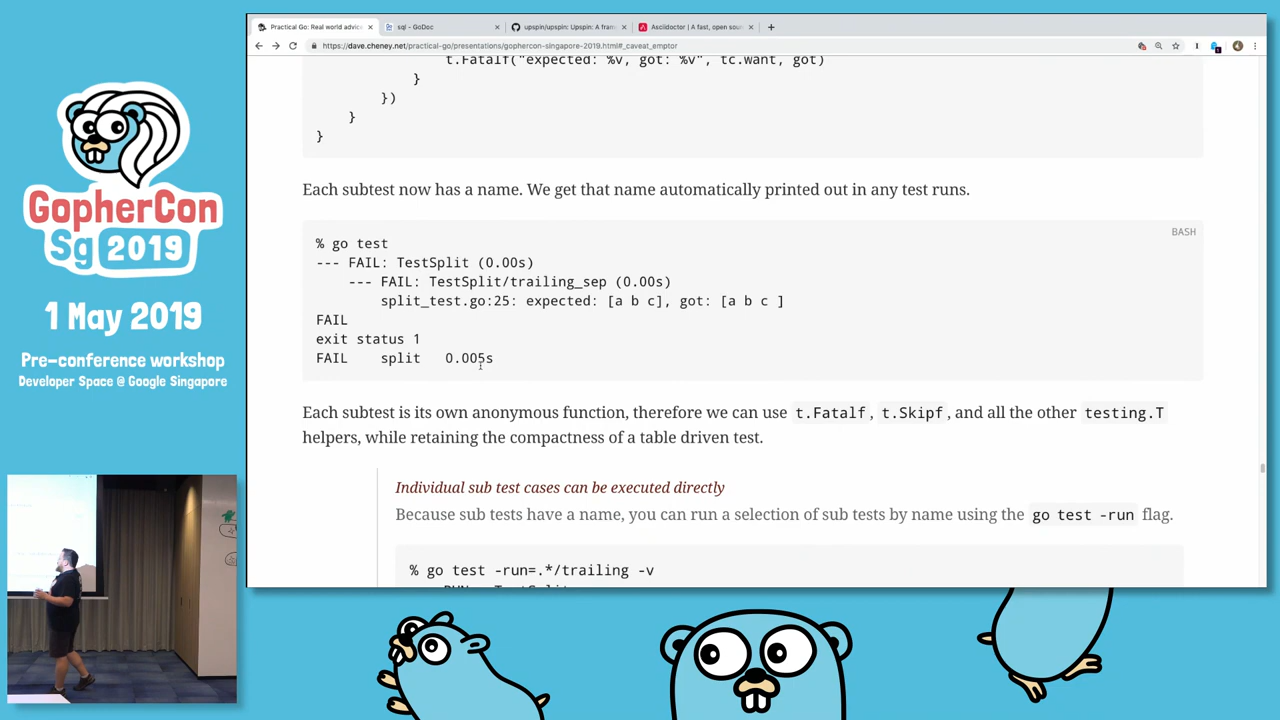 Practical Go: Real world advic
sql - GoDoc
upspin/upspin: Upspin: A fram
Asciidoctor | A fast, open sou
https://dave.cheney.net/practical-go/presentations/gophercon-singapore-2019.html#_caveat_emptor
t.Fatalf("expected: %v, got: %v", tc.want, got)
}
})
}
}
Each subtest now has a name. We get that name automatically printed out in any test runs.
BASH
% go test
--- FAIL: TestSplit (0.00s)
--- FAIL: TestSplit/trailing_sep (0.00s)
split_test.go:25: expected: [a b c], got: [a b c ]
FAIL
exit status 1
FAIL split 0.005s
Each subtest is its own anonymous function, therefore we can use t.Fatalf, t.Skipf, and all the other testing.T
helpers, while retaining the compactness of a table driven test.
Individual sub test cases can be executed directly
Because sub tests have a name, you can run a selection of sub tests by name using the go test -run flag.
% go test -run=.*/trailing -v
GopherCon
Sg 2019
1 May 2019
Pre-conference workshop
Developer Space @ Google Singapore